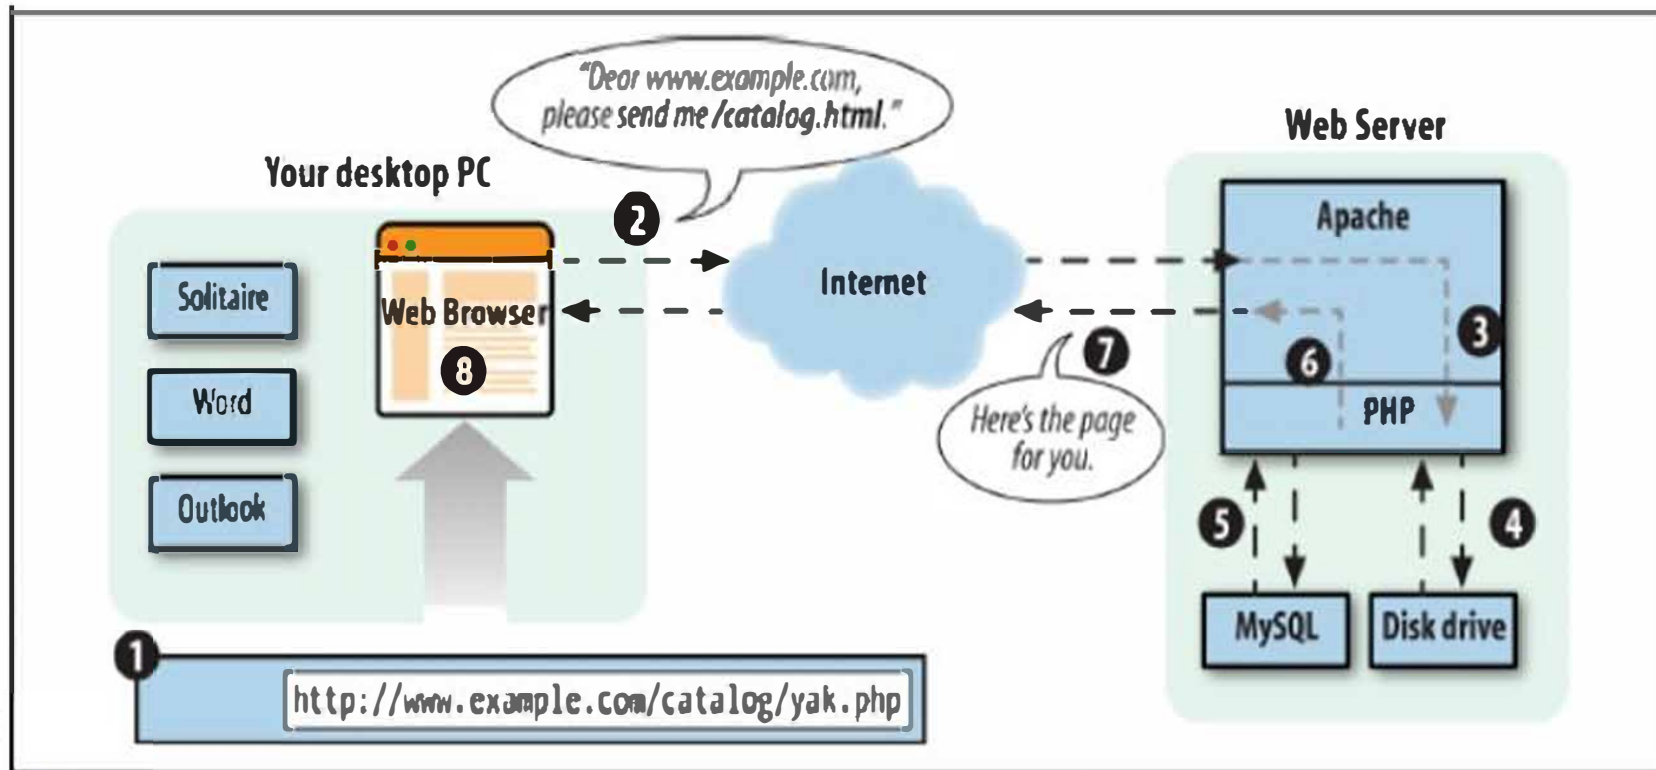 "Dear www.example.com,
please send me /catalog.html."
Web Server
Your desktop PC
2
Apache
Solitaire
Internet
Web Browser
3
7
6
8
Word
PHP
Here's the page
for you.
Outlook
5
4
MySQL
Disk drive
1
http://www.example.com/catalog/yak.php